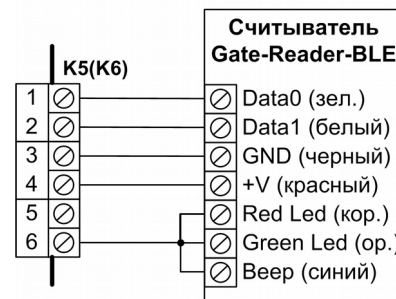 Считыватель
Gate-Reader-BLE
K5(K6)
1 Data0 (зел.)
2 Data1 (белый)
3 GND (черный)
4 +V (красный)
5 Red Led (кор.)
6 Green Led (ор.)
Beep (синий)